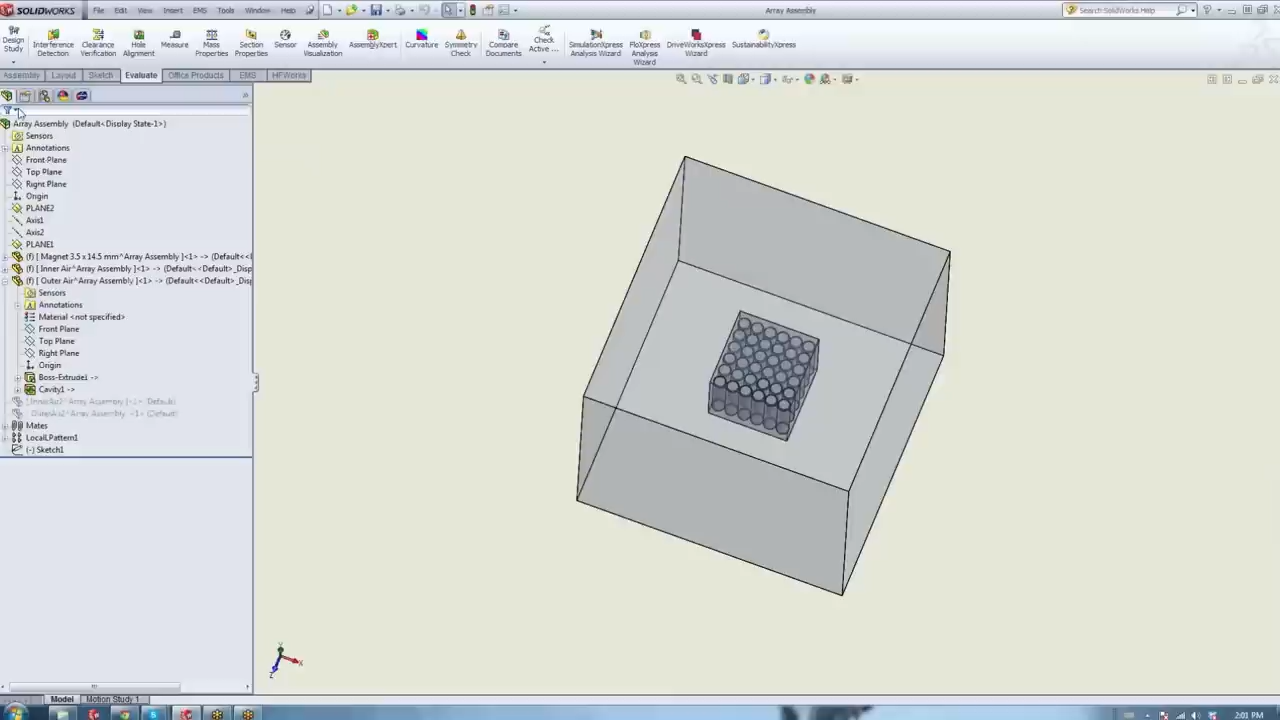 SOLIDWORKS File Edit View Insert EMS Tools Window Help Array Assembly Search SolidWorks Help
Design Study Interference Detection Clearance Verification Hole Alignment Measure Mass Properties Section Properties Sensor Assembly Visualization AssemblyXpert Curvature Symmetry Check Compare Documents Check Active ... SimulationXpress Analysis Wizard FloXpress Analysis Wizard DriveWorksXpress Wizard SustainabilityXpress
Assembly Layout Sketch Evaluate Office Products EMS HFWorks
Array Assembly (Default<Display State-1>)
Sensors
Annotations
Front Plane
Top Plane
Right Plane
Origin
PLANE2
Axis1
Axis2
PLANE1
(f) [ Magnet 3.5 x 14.5 mm^Array Assembly ]<1> -> (Default<<
(f) [ Inner Air^Array Assembly ]<1> -> (Default<<Default>_Disp
(f) [ Outer Air^Array Assembly ]<1> -> (Default<<Default>_Disp
Sensors
Annotations
Material <not specified>
Front Plane
Top Plane
Right Plane
Origin
Boss-Extrude1 ->
Cavity1 ->
Mates
LocalLPattern1
(-) Sketch1
Y
X
Z
Model Motion Study 1
2:01 PM